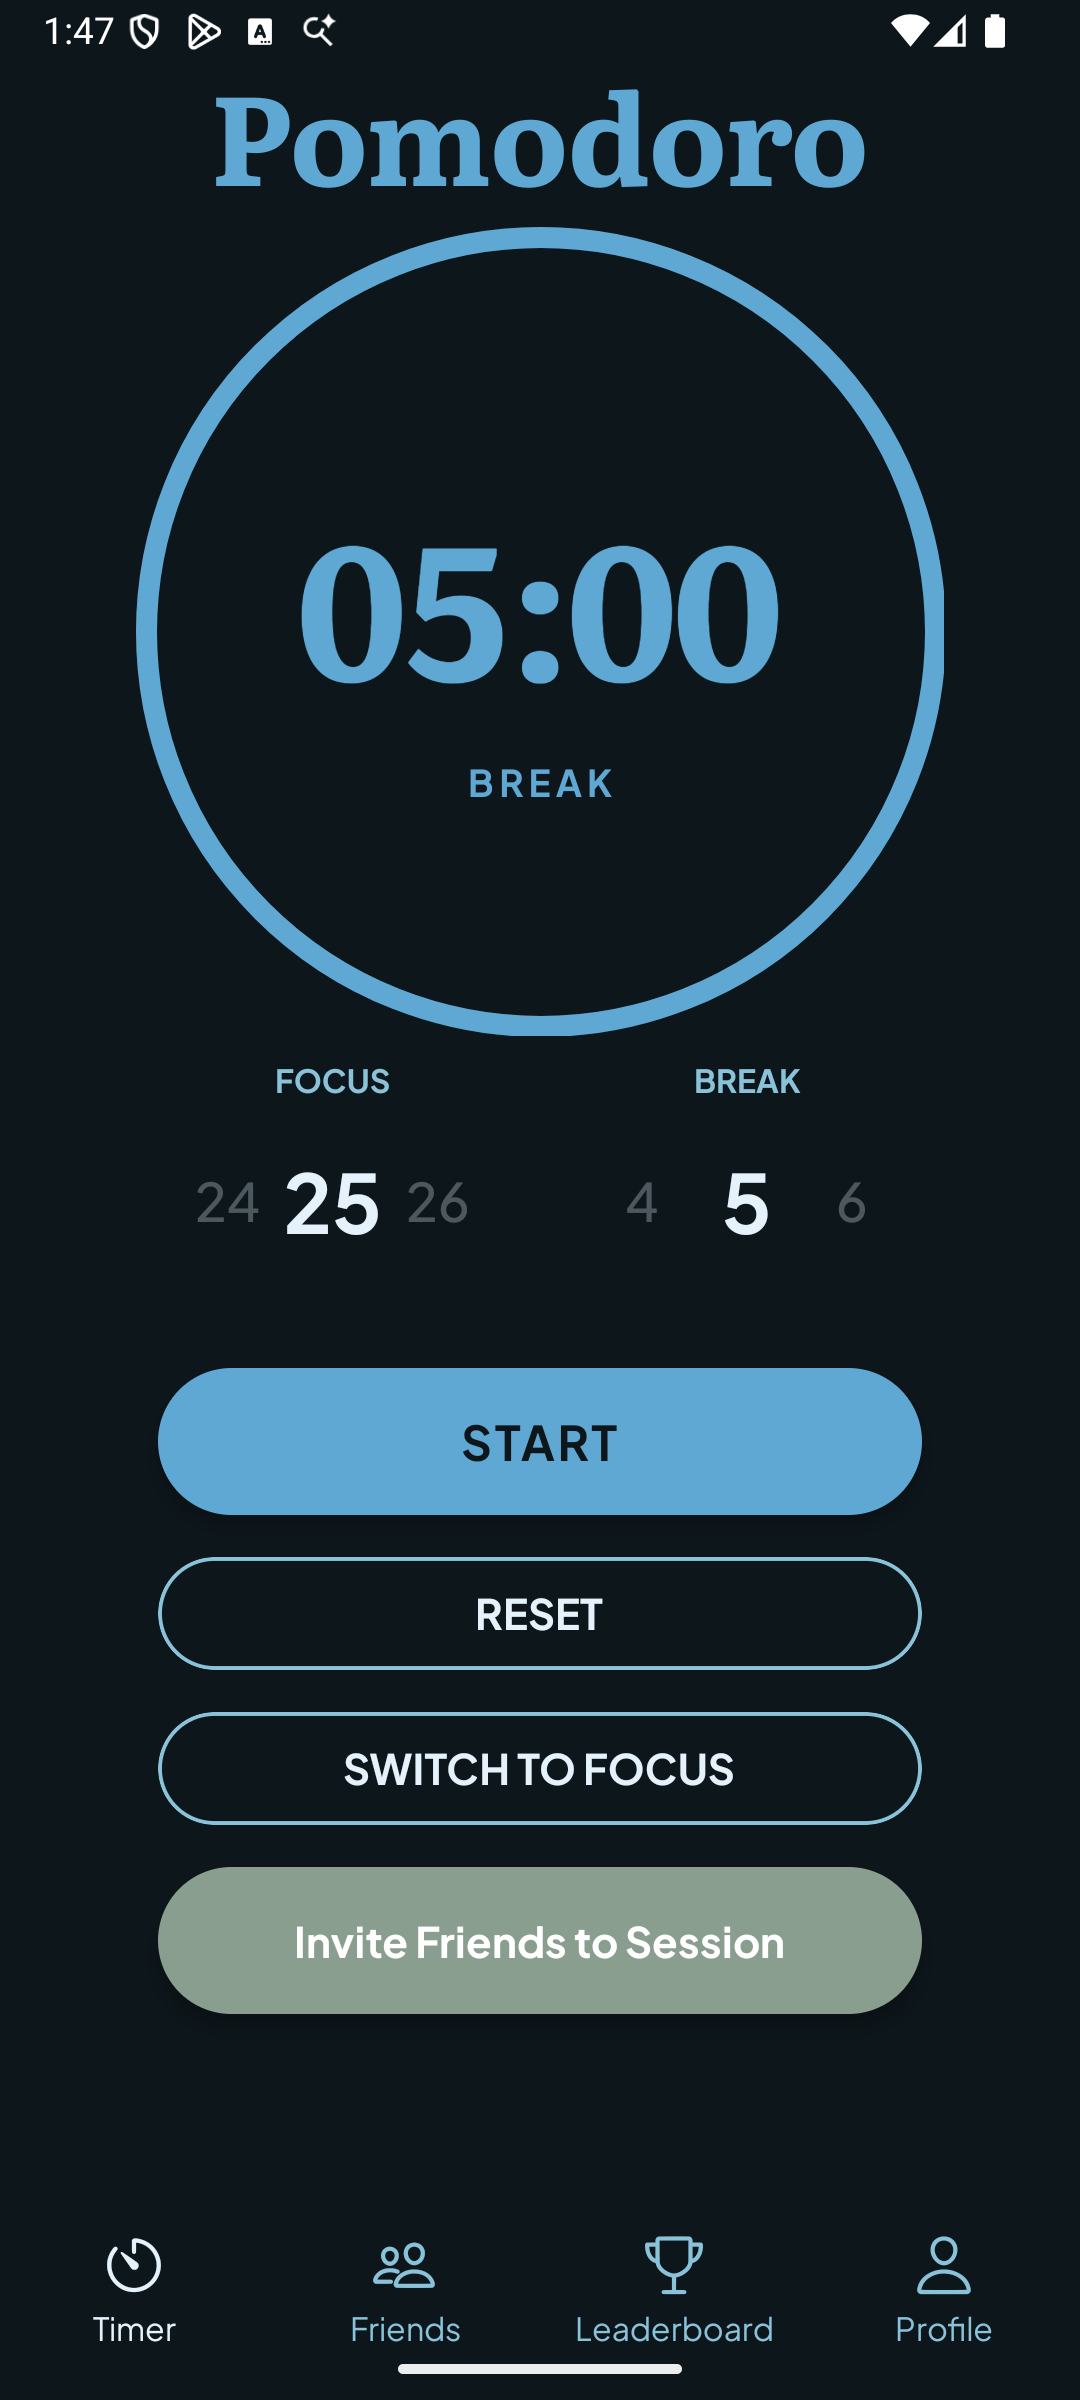 1:47
Pomodoro
05:00
BREAK
FOCUS BREAK
24 25 26 4 5 6
START
RESET
SWITCH TO FOCUS
Invite Friends to Session
Timer Friends Leaderboard Profile